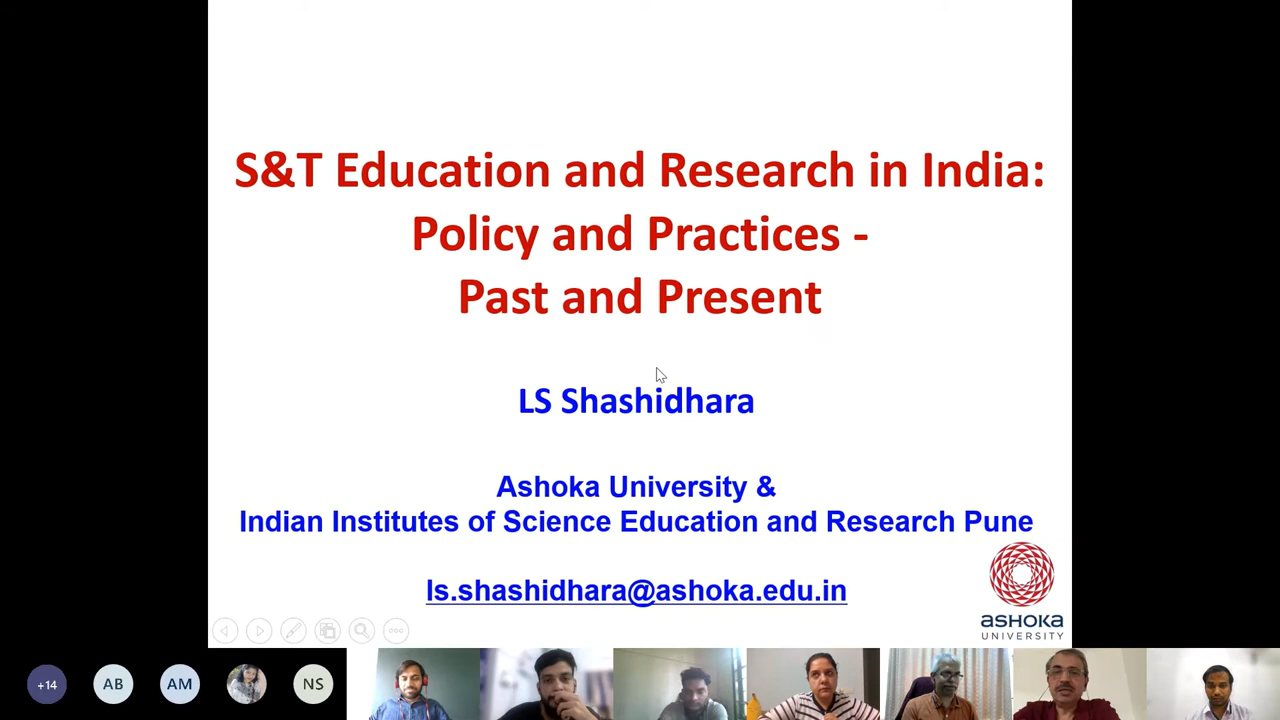 S&T Education and Research in India:
Policy and Practices -
Past and Present
LS Shashidhara
Ashoka University &
Indian Institutes of Science Education and Research Pune
ls.shashidhara@ashoka.edu.in
ASHOKA
UNIVERSITY
+14
AB
AM
NS